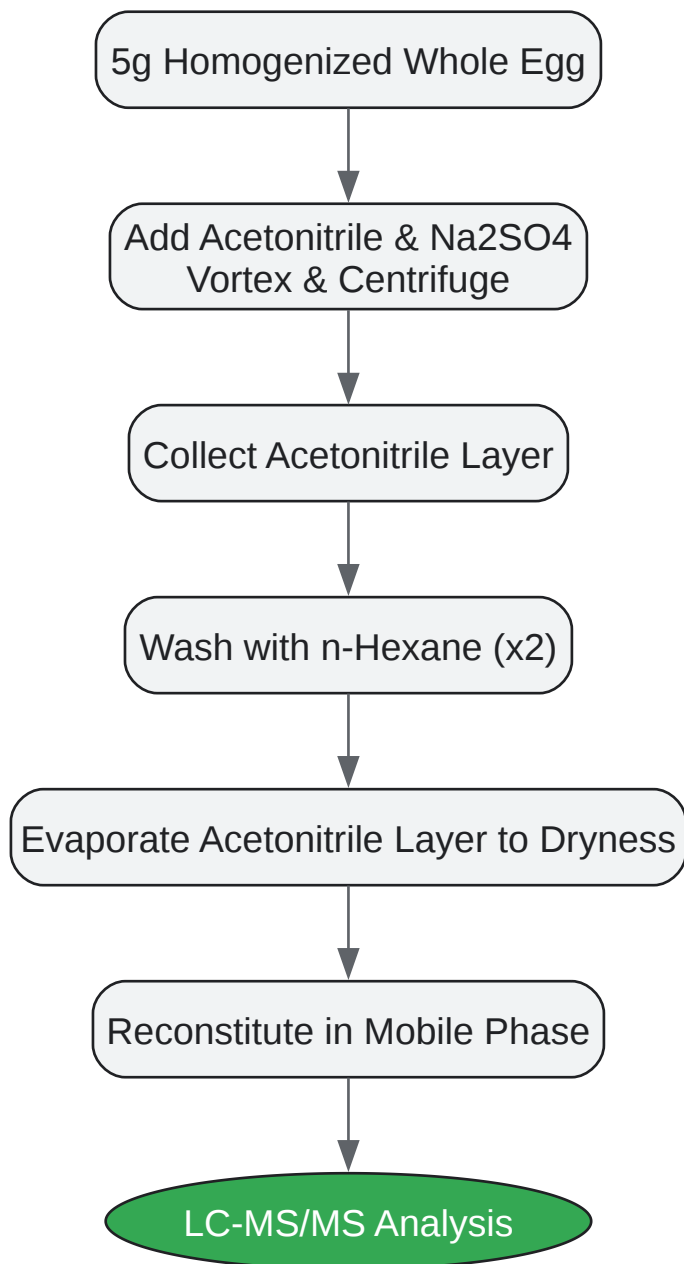 5g Homogenized Whole Egg
Add Acetonitrile & Na2SO4
Vortex & Centrifuge
Collect Acetonitrile Layer
Wash with n-Hexane (x2)
Evaporate Acetonitrile Layer to Dryness
Reconstitute in Mobile Phase
LC-MS/MS Analysis